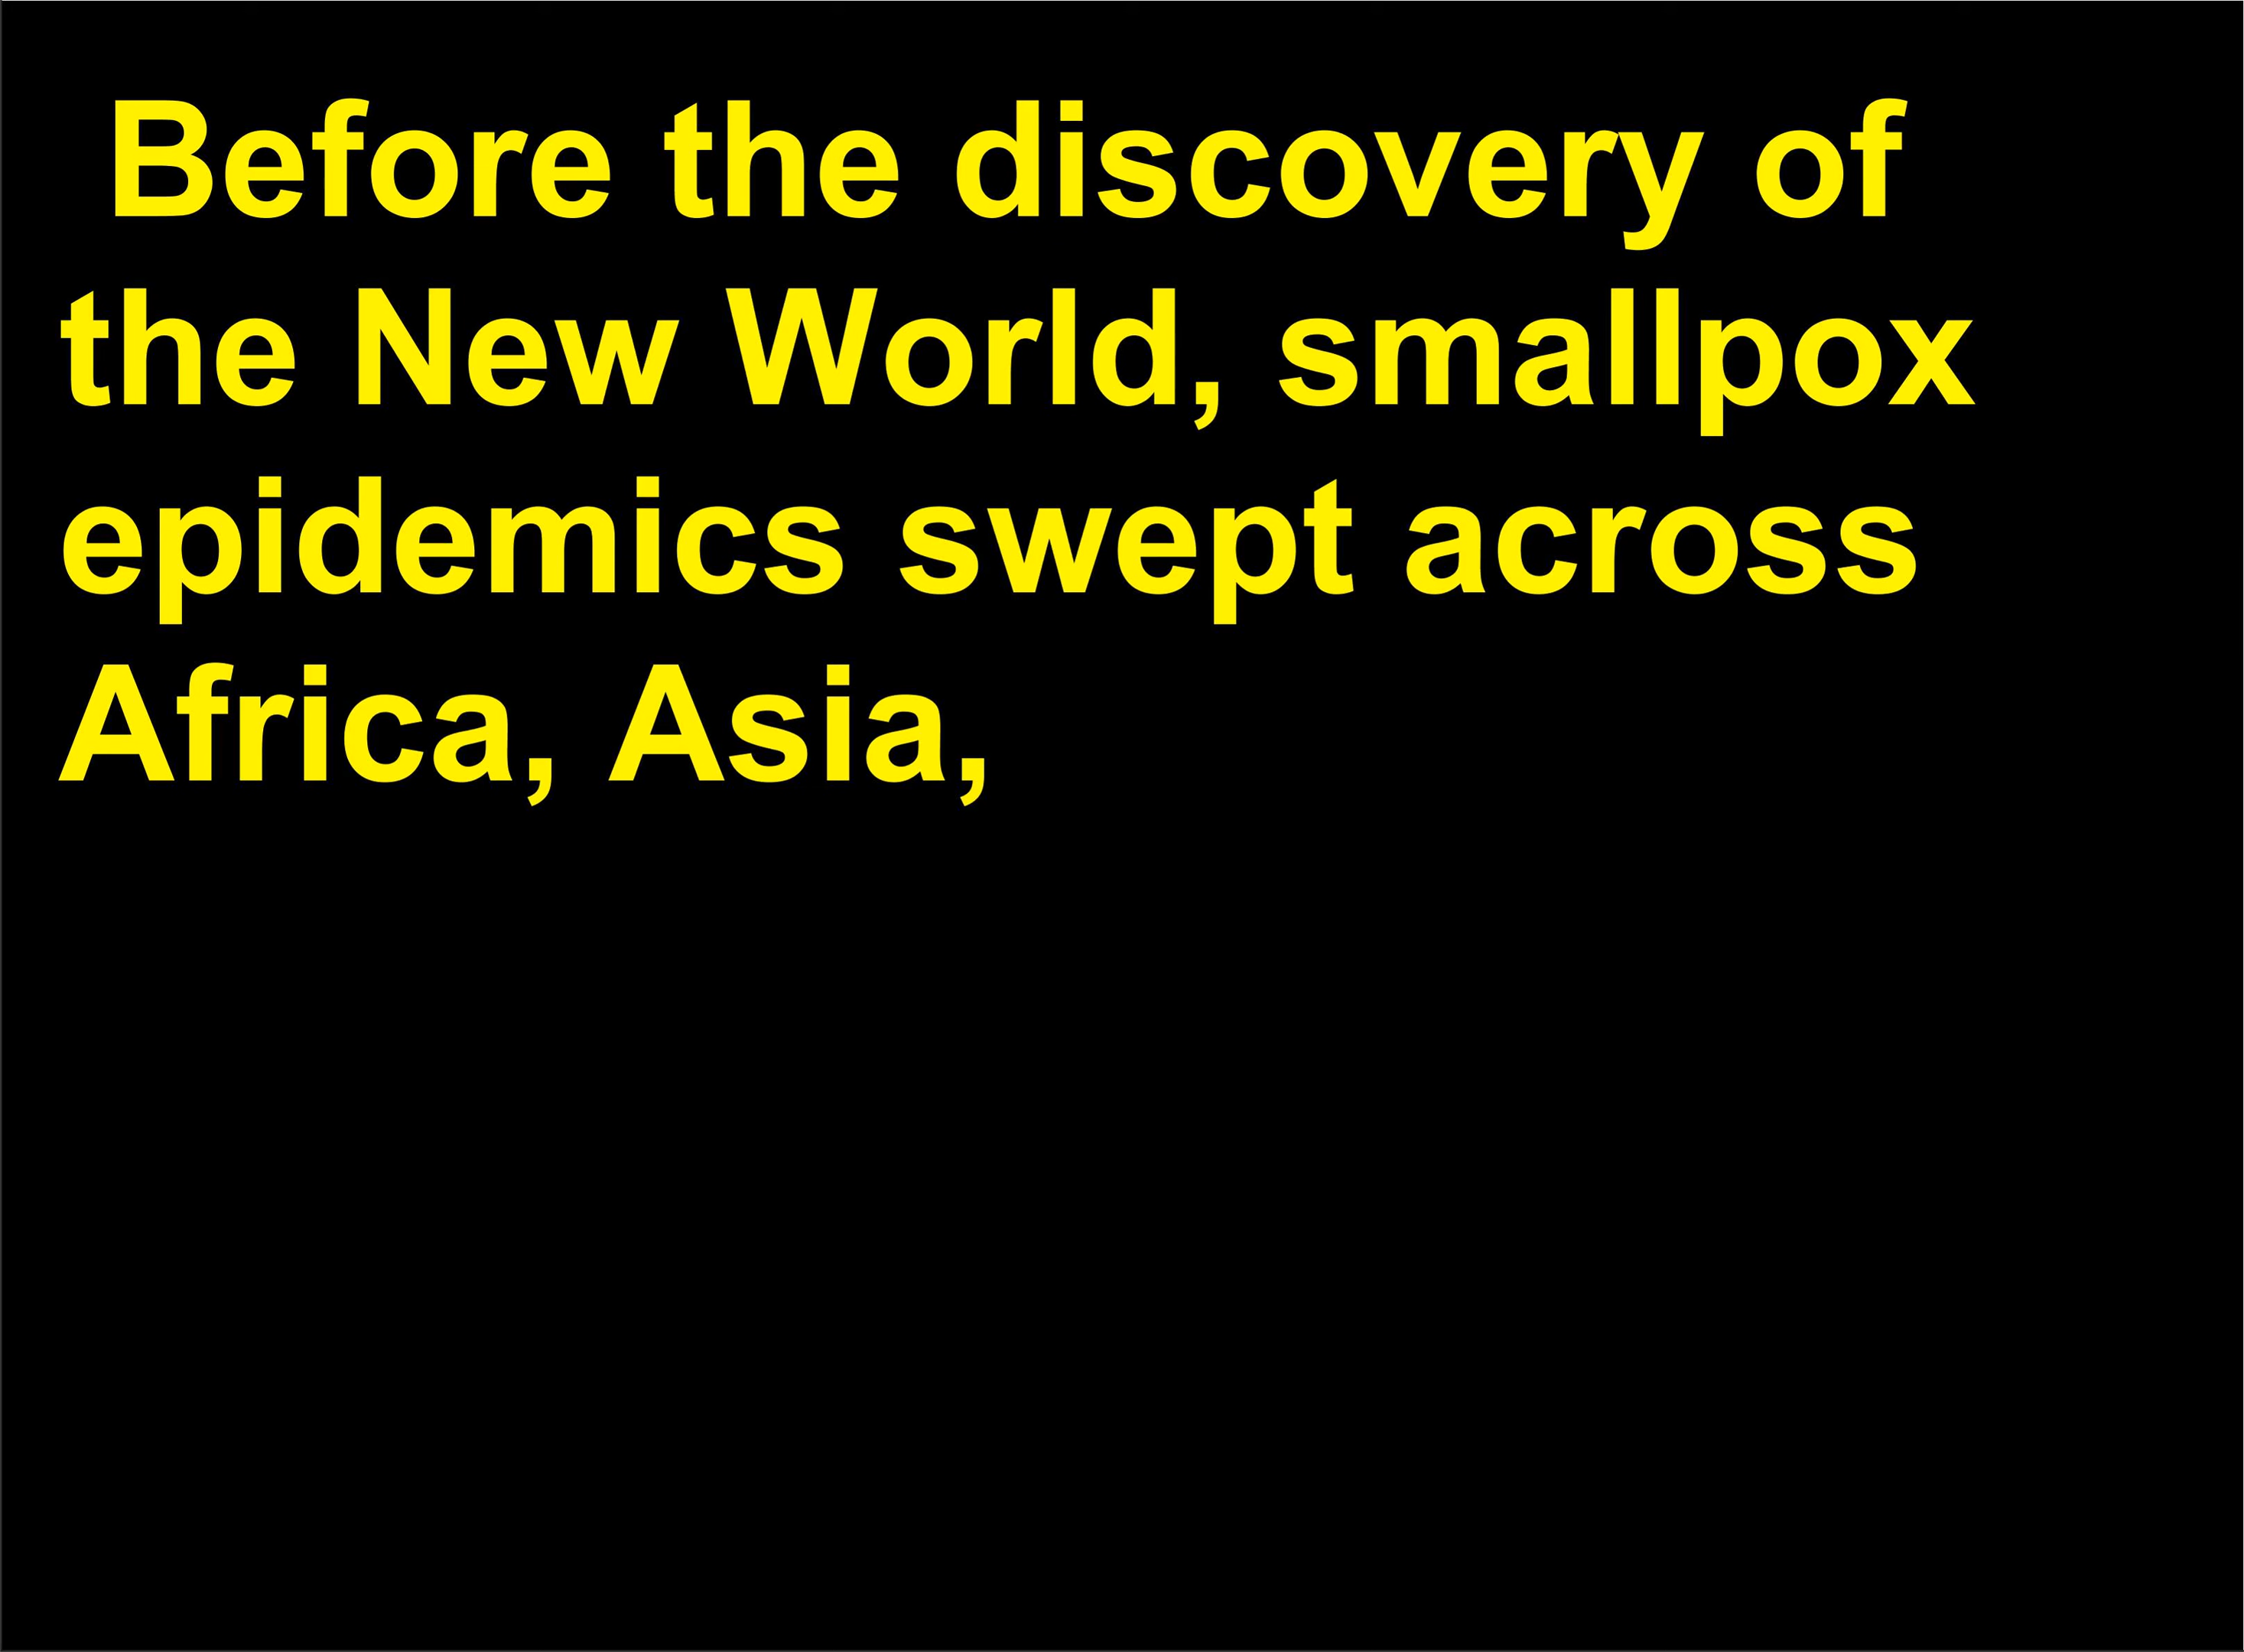 Before the discovery of
the New World, smallpox
epidemics swept across
Africa, Asia,